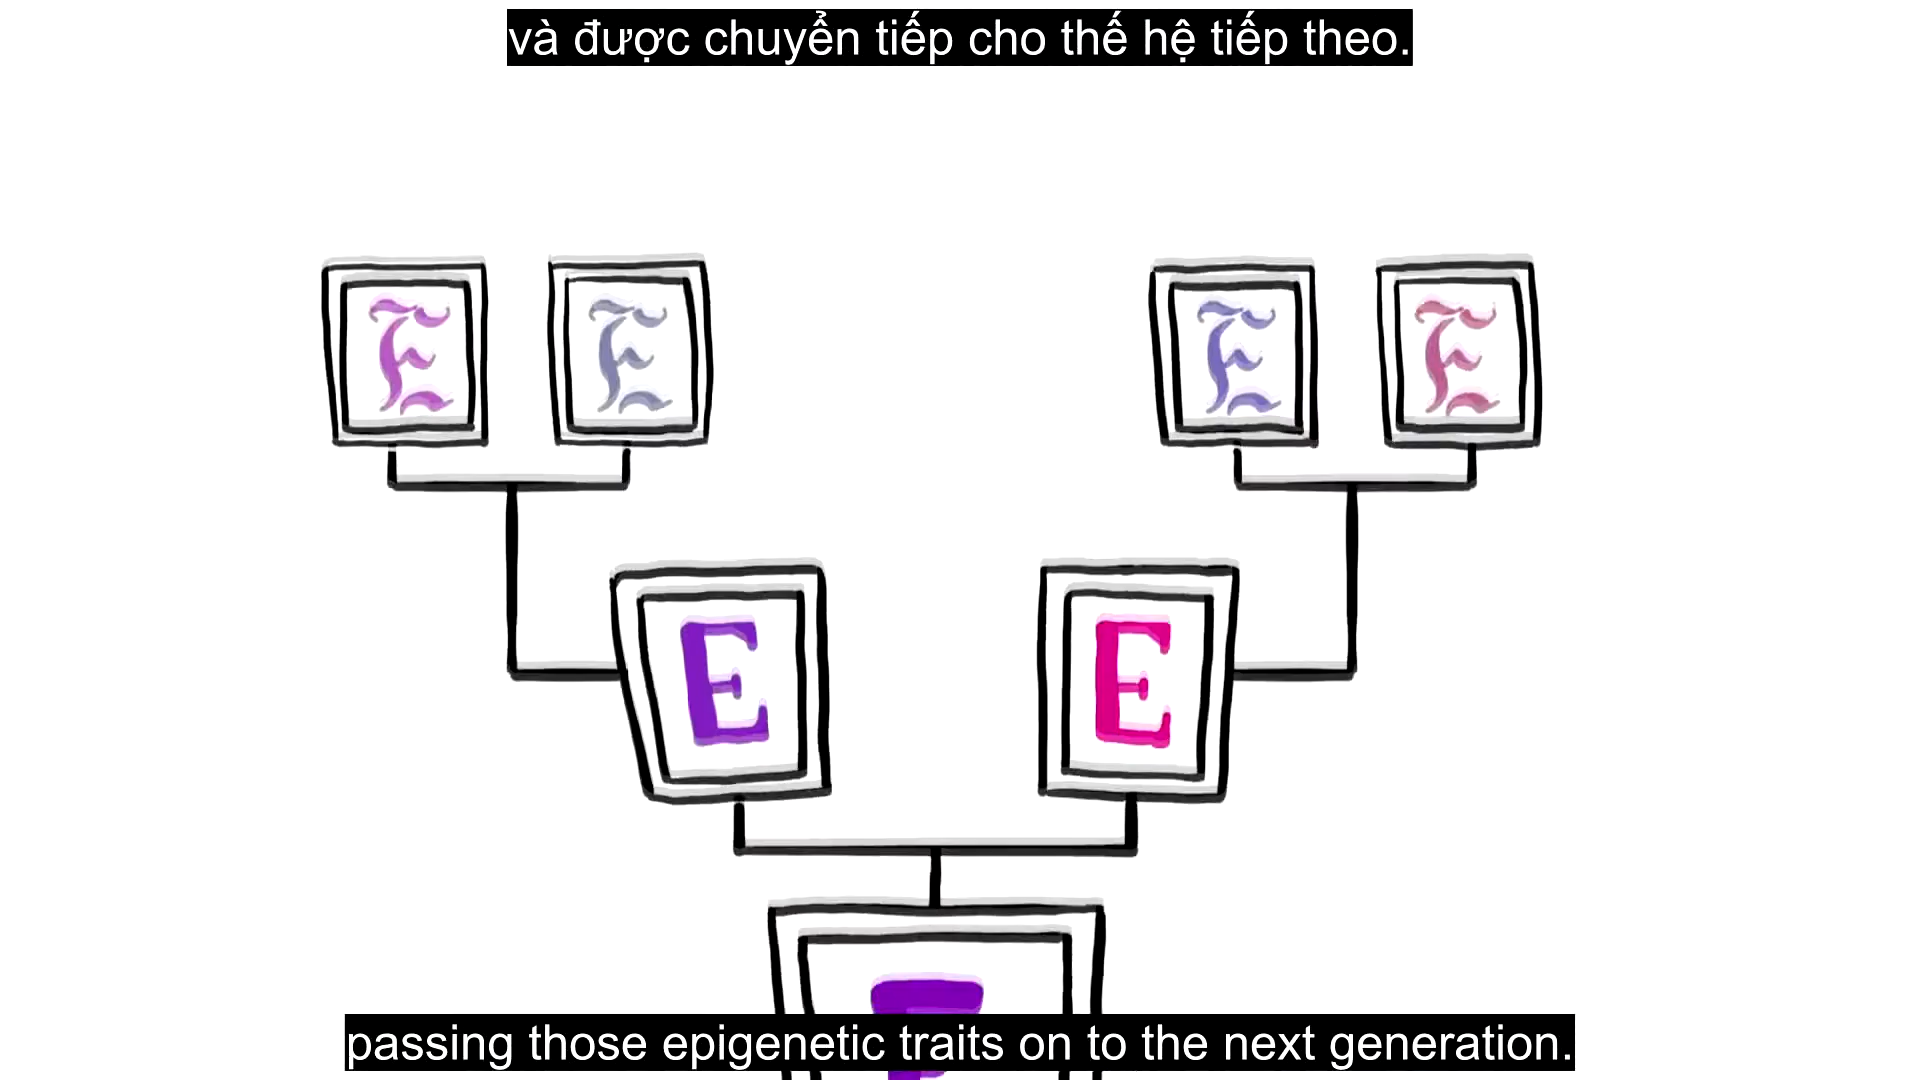 và được chuyển tiếp cho thế hệ tiếp theo.
E E E E
E E
E
passing those epigenetic traits on to the next generation.